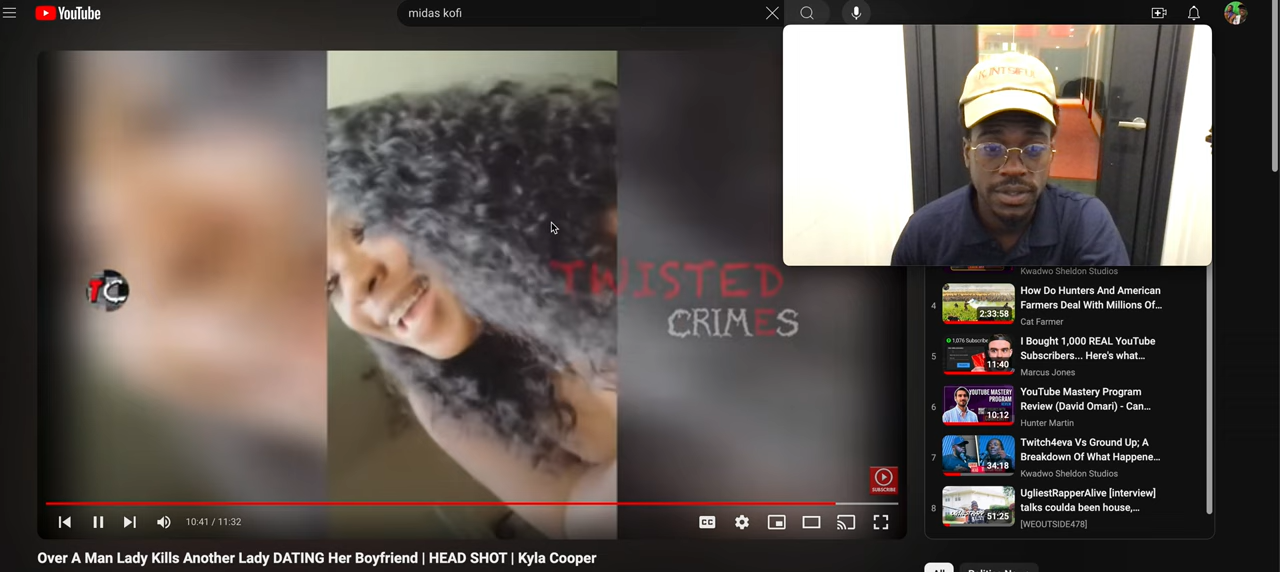 YouTube
midas kofi
TC
TWISTED
CRIMES
SUBSCRIBE
10:41 / 11:32
CC
Over A Man Lady Kills Another Lady DATING Her Boyfriend | HEAD SHOT | Kyla Cooper
Kwadwo Sheldon Studios
4
How Do Hunters And American
Farmers Deal With Millions Of...
2:33:58
Cat Farmer
5
I Bought 1,000 REAL YouTube
Subscribers... Here's what...
11:40
Marcus Jones
6
YouTube Mastery Program
Review (David Omari) - Can...
YOUTUBE MASTERY
PROGRAM
10:12
Hunter Martin
7
Twitch4eva Vs Ground Up; A
Breakdown Of What Happene...
34:18
Kwadwo Sheldon Studios
8
UgliestRapperAlive [interview]
talks coulda been house,...
51:25
[WEOUTSIDE478]